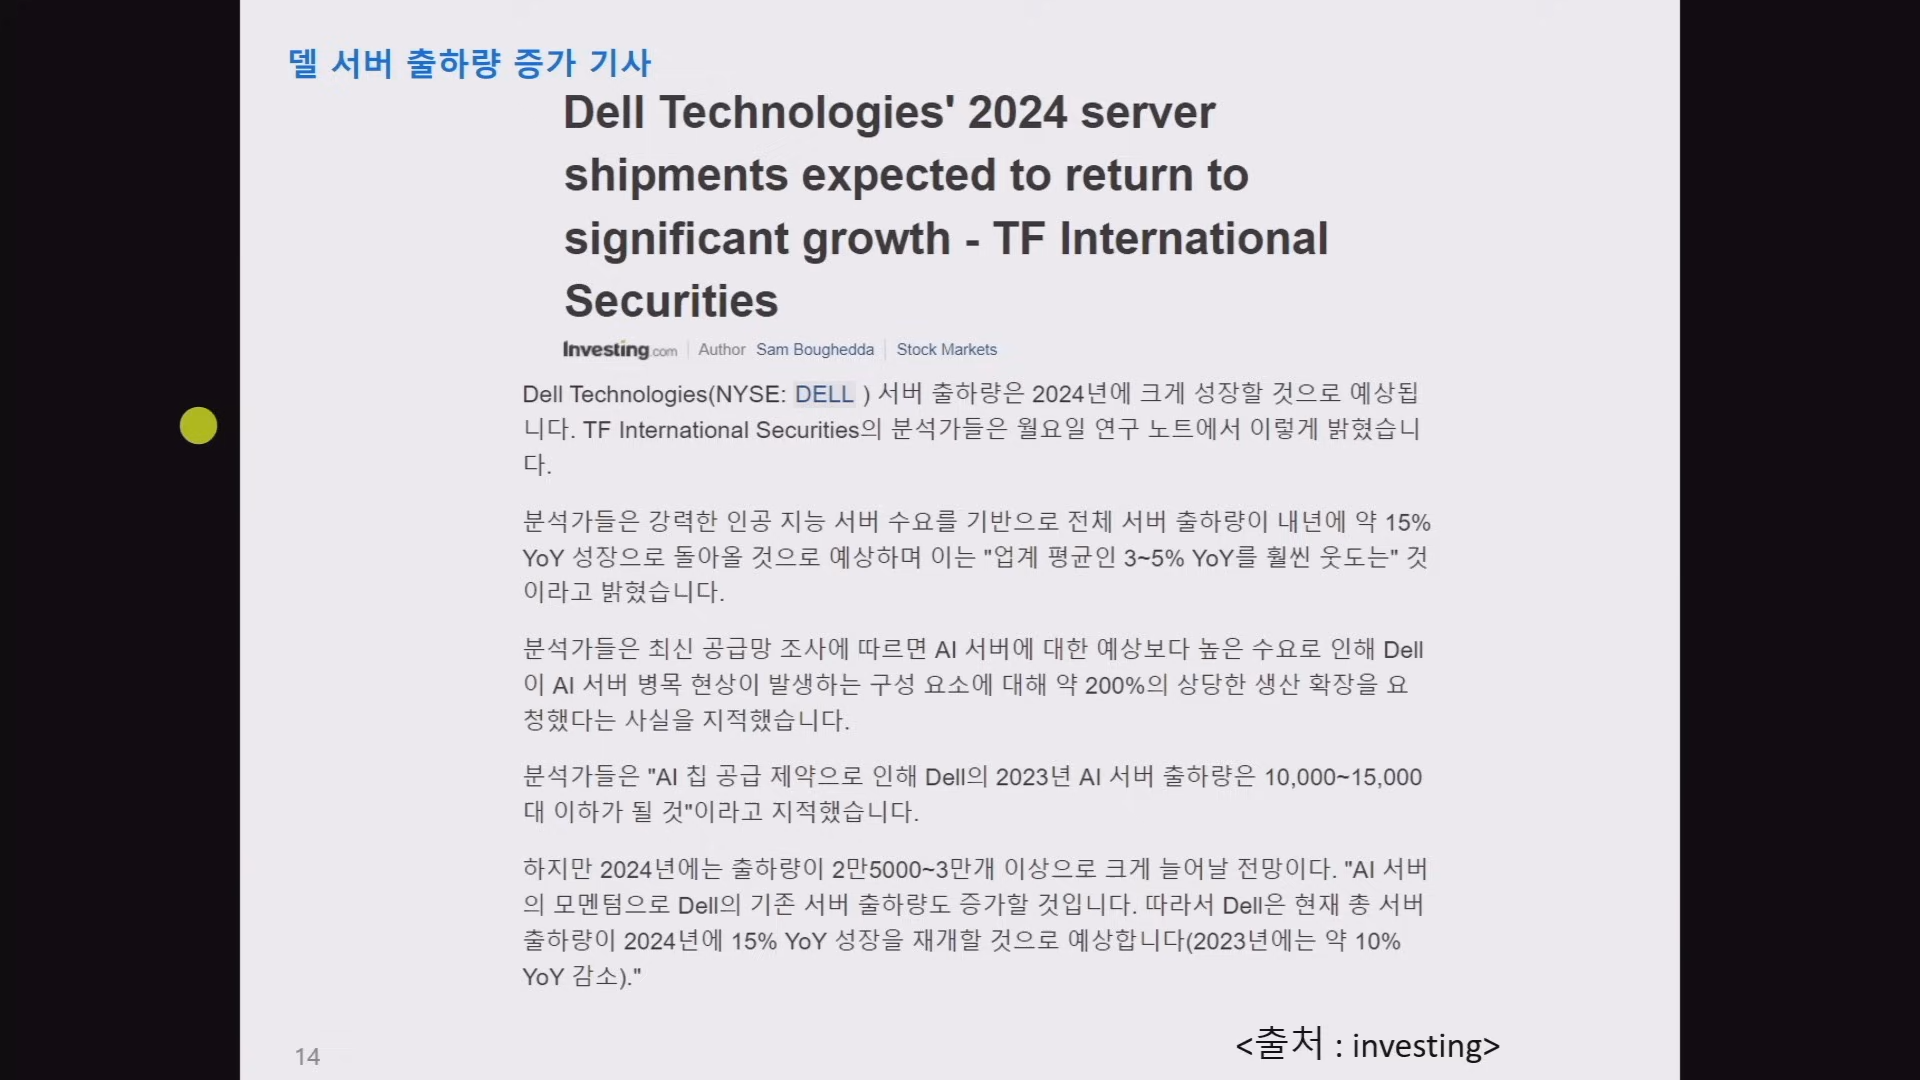 델 서버 출하량 증가 기사
Dell Technologies' 2024 server
shipments expected to return to
significant growth - TF International
Securities
Investing.com | Author Sam Boughedda | Stock Markets
Dell Technologies(NYSE: DELL ) 서버 출하량은 2024년에 크게 성장할 것으로 예상됩
니다. TF International Securities의 분석가들은 월요일 연구 노트에서 이렇게 밝혔습니
다.
분석가들은 강력한 인공 지능 서버 수요를 기반으로 전체 서버 출하량이 내년에 약 15%
YoY 성장으로 돌아올 것으로 예상하며 이는 "업계 평균인 3~5% YoY를 훨씬 웃도는" 것
이라고 밝혔습니다.
분석가들은 최신 공급망 조사에 따르면 AI 서버에 대한 예상보다 높은 수요로 인해 Dell
이 AI 서버 병목 현상이 발생하는 구성 요소에 대해 약 200%의 상당한 생산 확장을 요
청했다는 사실을 지적했습니다.
분석가들은 "AI 칩 공급 제약으로 인해 Dell의 2023년 AI 서버 출하량은 10,000~15,000
대 이하가 될 것"이라고 지적했습니다.
하지만 2024년에는 출하량이 2만5000~3만개 이상으로 크게 늘어날 전망이다. "AI 서버
의 모멘텀으로 Dell의 기존 서버 출하량도 증가할 것입니다. 따라서 Dell은 현재 총 서버
출하량이 2024년에 15% YoY 성장을 재개할 것으로 예상합니다(2023년에는 약 10%
YoY 감소)."
<출처 : investing>
14